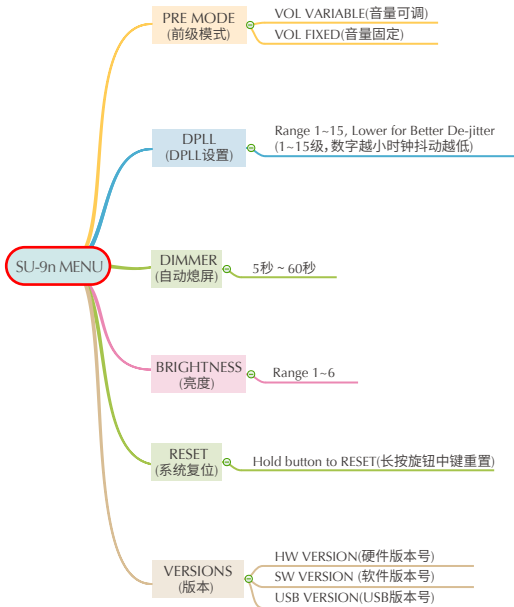 SU-9n MENU
PRE MODE
(前级模式)
VOL VARIABLE(音量可调)
VOL FIXED(音量固定)
DPLL
(DPLL设置)
Range 1~15, Lower for Better De-jitter
(1~15级，数字越小时钟抖动越低)
DIMMER
(自动熄屏)
5秒 ~ 60秒
BRIGHTNESS
(亮度)
Range 1~6
RESET
(系统复位)
Hold button to RESET(长按旋钮中键重置)
VERSIONS
(版本)
HW VERSION(硬件版本号)
SW VERSION (软件版本号)
USB VERSION(USB版本号)